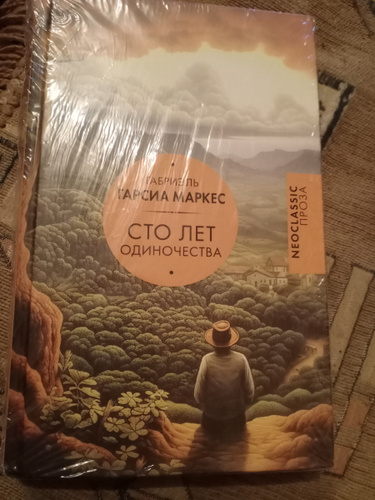 ГАБРИЭЛЬ
ГАРСИА МАРКЕС
СТО ЛЕТ
ОДИНОЧЕСТВА
NEOCLASSIC
ПРОЗА